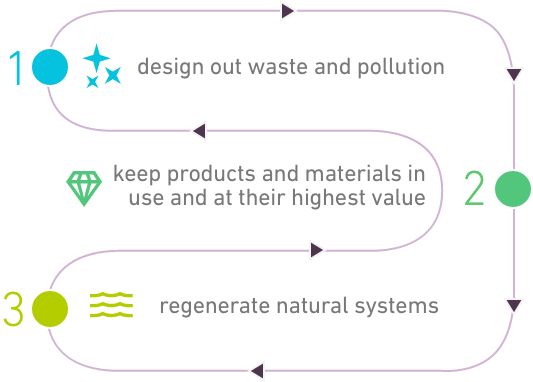 1
design out waste and pollution
keep products and materials in
use and at their highest value
2
3
regenerate natural systems